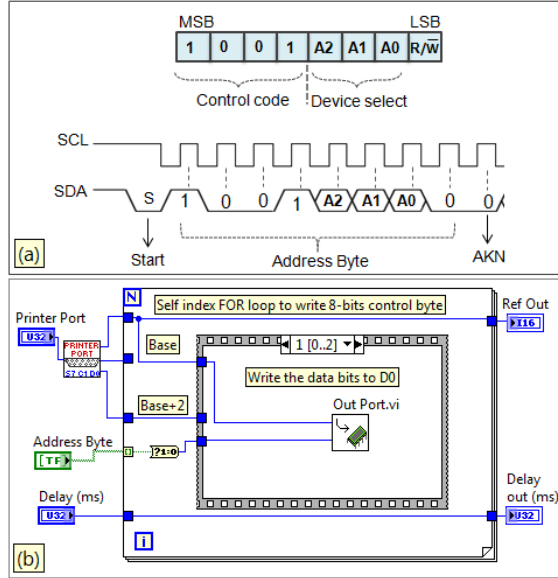 MSB LSB
1 0 0 1 A2 A1 A0 R/W̅
Control code Device select
SCL
SDA S 1 0 0 1 A2 A1 A0 0 0
Start Address Byte AKN
(a)
N Self index FOR loop to write 8-bits control byte
Printer Port Ref Out
U32 PRINTER PORT S7 C1 D0 Base 1 [0..2] I16
Write the data bits to D0
Base+2 Out Port.vi
Address Byte
TF ?1:0
Delay (ms) Delay out (ms)
U32 U32
i
(b)